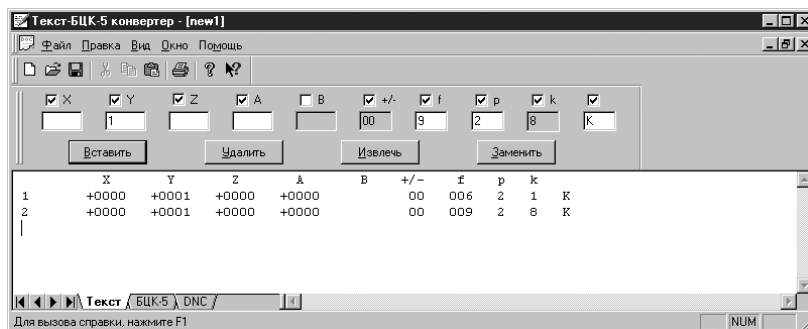 Текст-БЦК-5 конвертер - [new1]
Файл Правка Вид Окно Помощь
X Y Z A B +/- f p k
1 00 9 2 8 K
Вставить Удалить Извлечь Заменить
X Y Z A B +/- f p k
1 +0000 +0001 +0000 +0000 00 006 2 1 K
2 +0000 +0001 +0000 +0000 00 009 2 8 K
Текст БЦК-5 DNC
Для вызова справки, нажмите F1 NUM